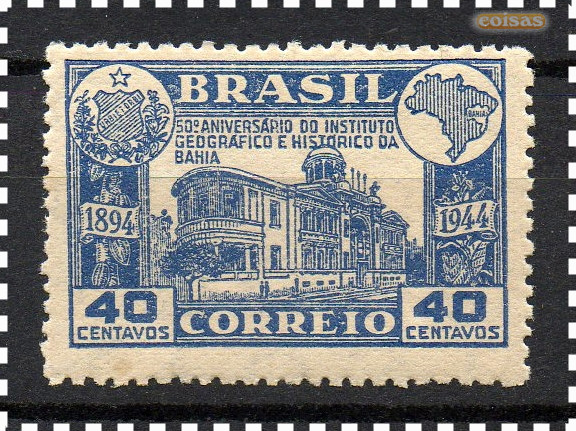 coisas
BRASIL
50º ANIVERSÁRIO DO INSTITUTO
GEOGRÁFICO E HISTÓRICO DA
BAHIA
BAHIA
1894
1944
40
CENTAVOS
CORREIO
40
CENTAVOS